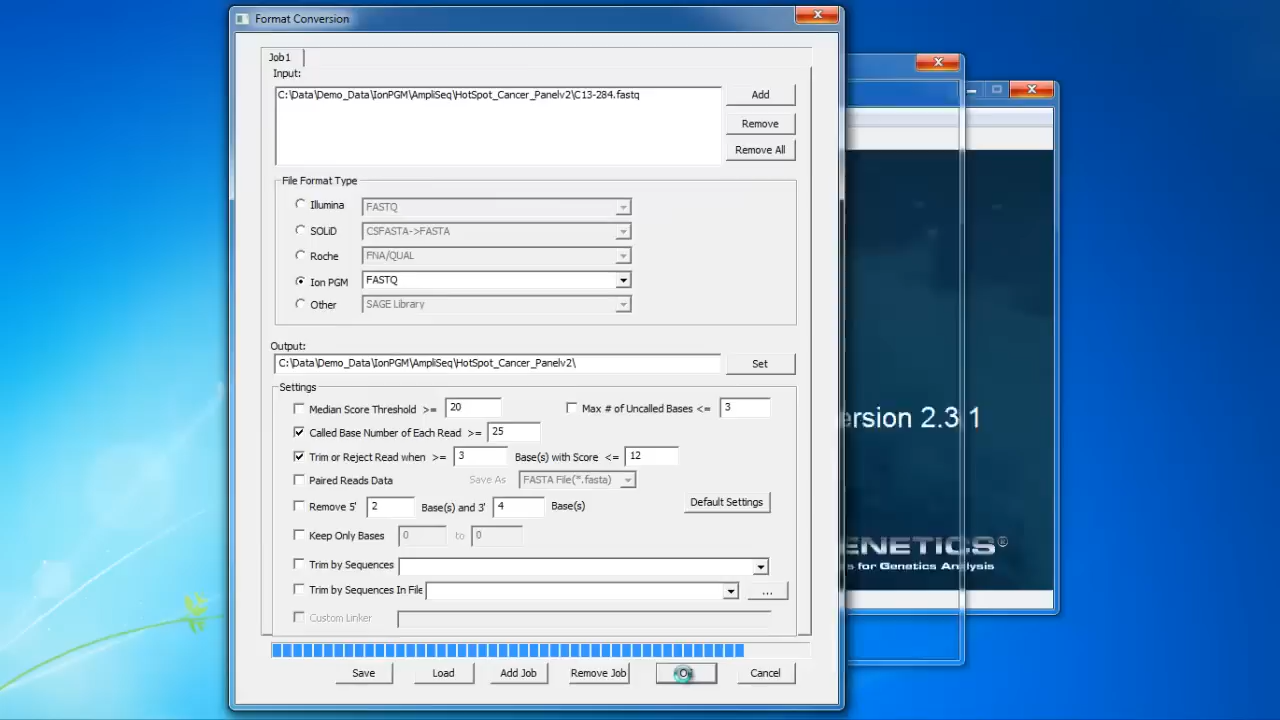 Format Conversion
Job1
Input:
C:\Data\Demo_Data\IonPGM\AmpliSeq\HotSpot_Cancer_Panelv2\C13-284.fastq
Add
Remove
Remove All
File Format Type
Illumina FASTQ
SOLiD CSFASTA->FASTA
Roche FNA/QUAL
Ion PGM FASTQ
Other SAGE Library
Output:
C:\Data\Demo_Data\IonPGM\AmpliSeq\HotSpot_Cancer_Panelv2\ Set
Settings
Median Score Threshold >= 20 Max # of Uncalled Bases <= 3
Called Base Number of Each Read >= 25
Trim or Reject Read when >= 3 Base(s) with Score <= 12
Paired Reads Data Save As FASTA File(*.fasta)
Remove 5' 2 Base(s) and 3' 4 Base(s) Default Settings
Keep Only Bases 0 to 0
Trim by Sequences
Trim by Sequences In File ...
Custom Linker
Save Load Add Job Remove Job Cancel
ersion 2.3.1
ENETICS®
s for Genetics Analysis